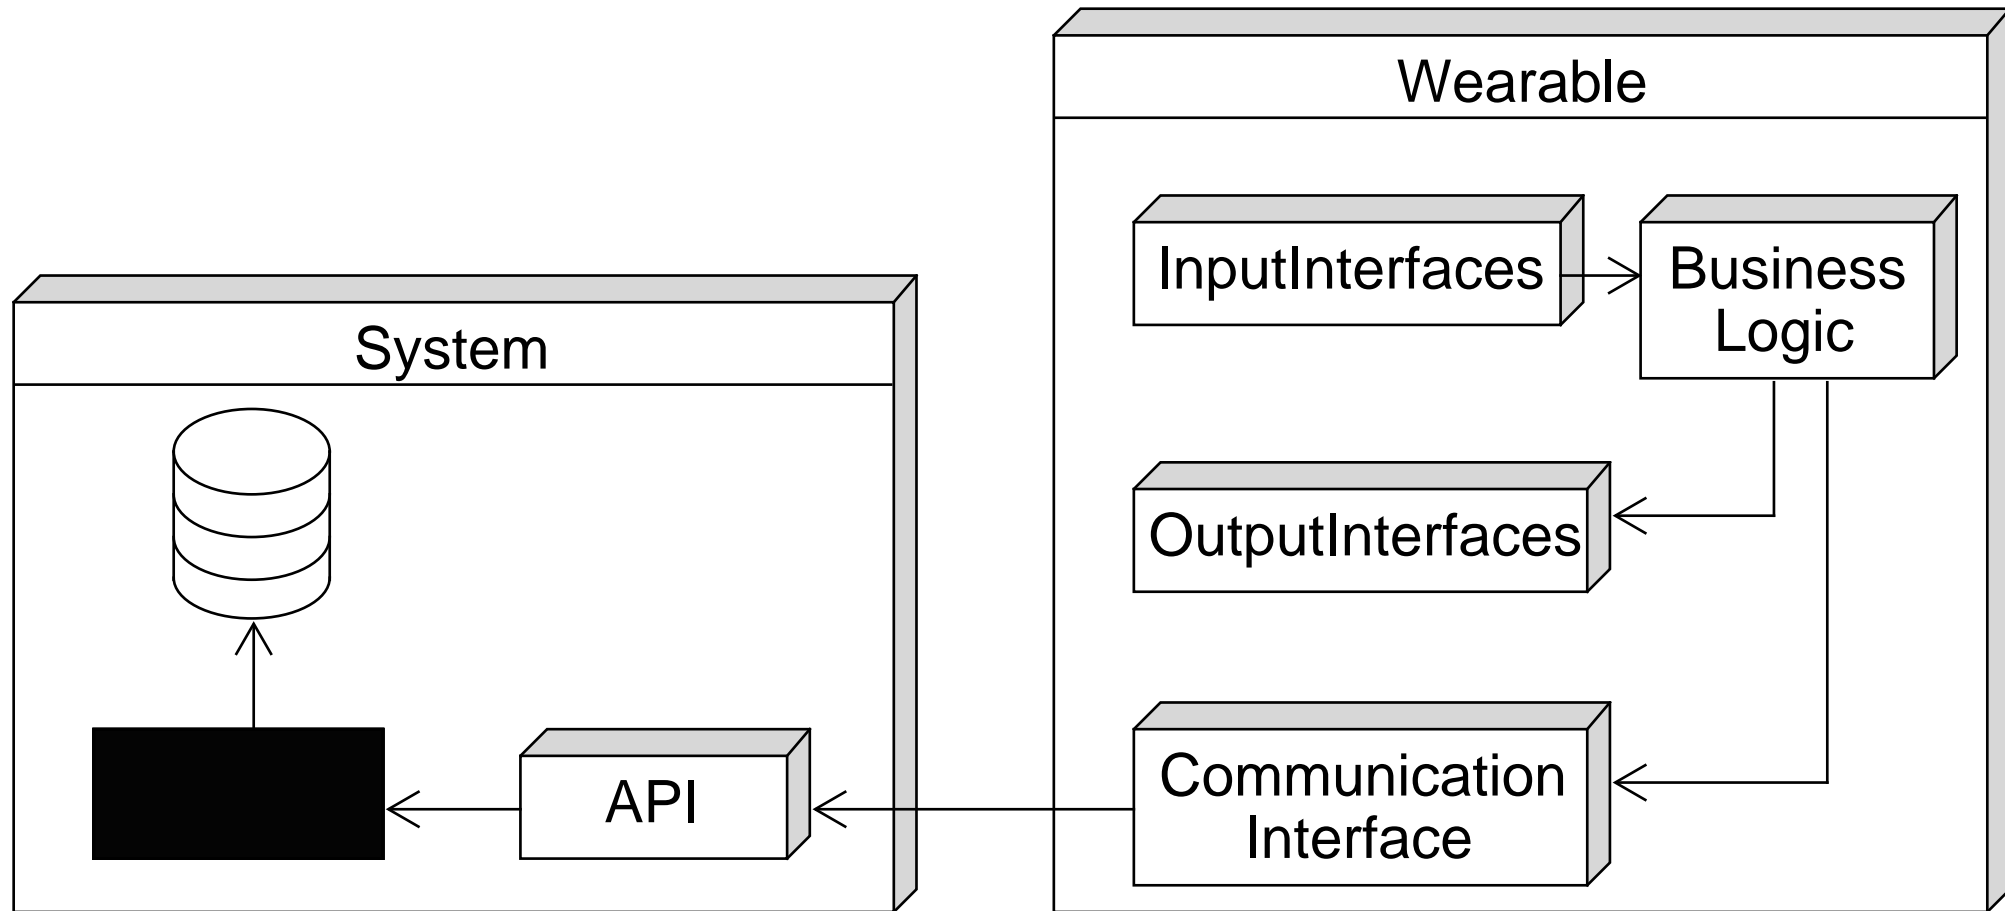 Wearable
InputInterfaces
Business
Logic
System
OutputInterfaces
Communication
Interface
API